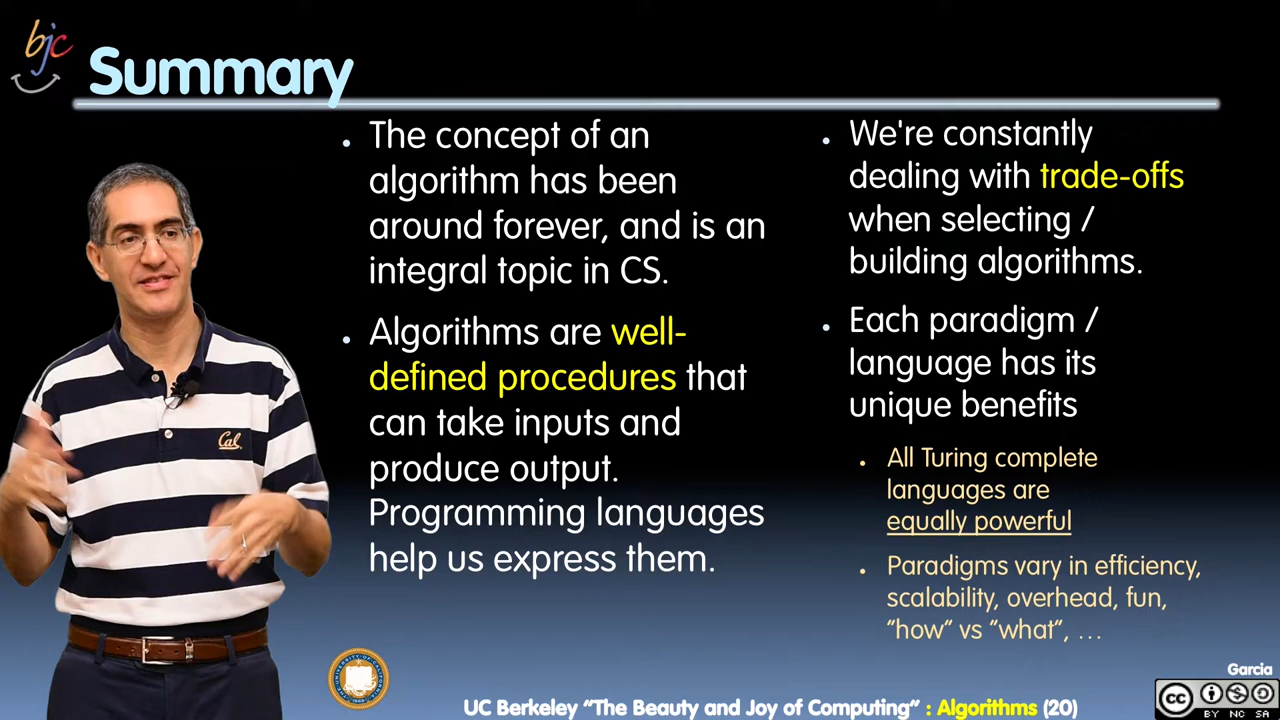 bjc
Summary
• The concept of an
algorithm has been
around forever, and is an
integral topic in CS.
• Algorithms are well-
defined procedures that
can take inputs and
produce output.
Programming languages
help us express them.
• We're constantly
dealing with trade-offs
when selecting /
building algorithms.
• Each paradigm /
language has its
unique benefits
• All Turing complete
languages are
equally powerful
• Paradigms vary in efficiency,
scalability, overhead, fun,
"how" vs "what", …
Cal
Garcia
UC Berkeley "The Beauty and Joy of Computing" : Algorithms (20)
cc
BY NC SA